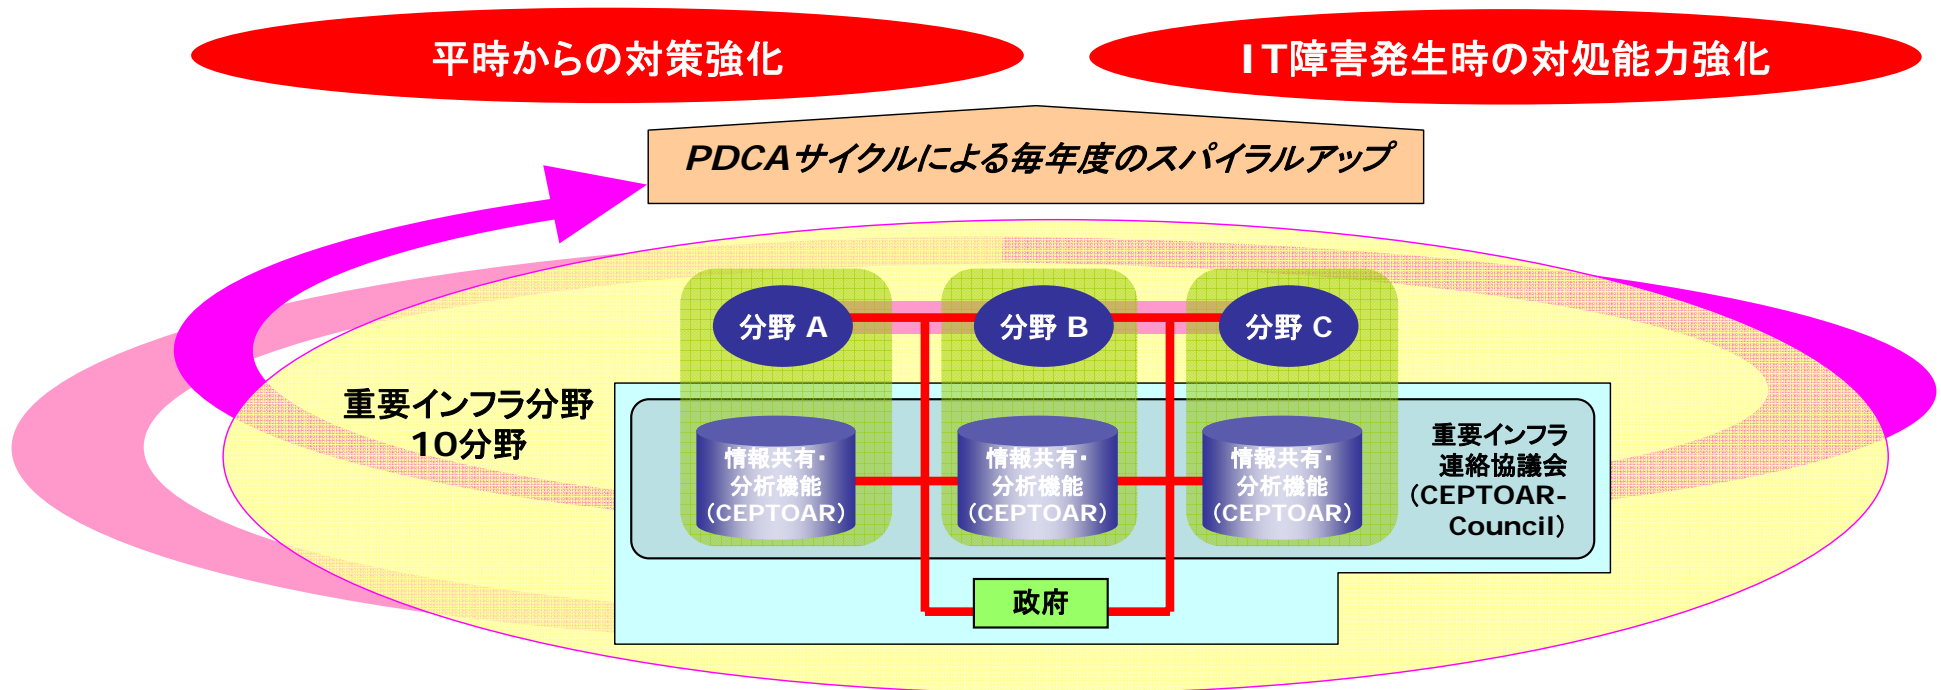 平時からの対策強化
IT障害発生時の対処能力強化
PDCAサイクルによる毎年度のスパイラルアップ
分野 A
分野 B
分野 C
重要インフラ分野
10分野
情報共有・
分析機能
（CEPTOAR）
情報共有・
分析機能
（CEPTOAR）
情報共有・
分析機能
（CEPTOAR）
重要インフラ
連絡協議会
（CEPTOAR-
Council）
政府